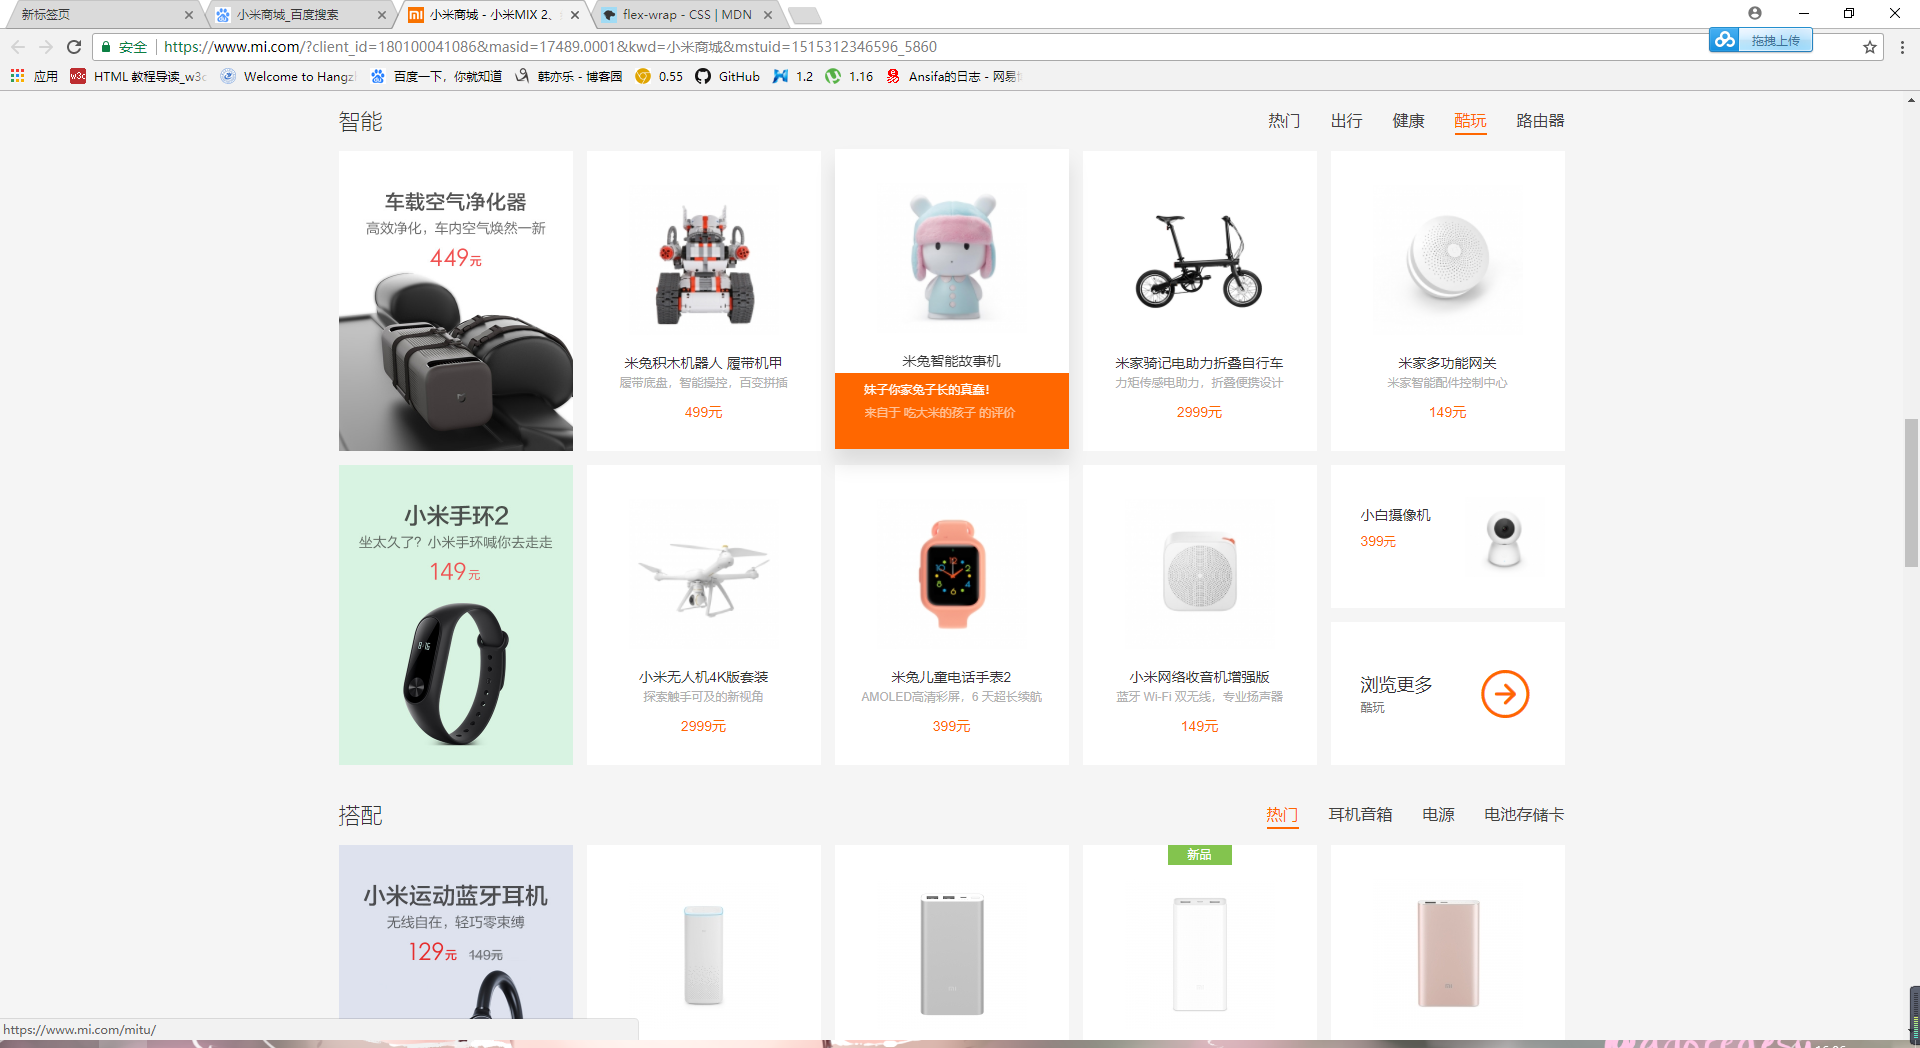 新标签页
小米商城_百度搜索
小米商城 - 小米MIX 2、
flex-wrap - CSS | MDN
安全
https://www.mi.com/?client_id=180100041086&masid=17489.0001&kwd=小米商城&mstuid=1515312346596_5860
拖拽上传
应用
HTML 教程导读_w3c
Welcome to Hangz
百度一下，你就知道
韩亦乐 - 博客园
0.55
GitHub
1.2
1.16
Ansifa的日志 - 网易
智能
热门
出行
健康
酷玩
路由器
车载空气净化器
高效净化，车内空气焕然一新
449元
米兔积木机器人 履带机甲
履带底盘，智能操控，百变拼插
499元
米兔智能故事机
妹子你家兔子长的真蠢！
来自于 吃大米的孩子 的评价
米家骑记电助力折叠自行车
力矩传感电助力，折叠便携设计
2999元
米家多功能网关
米家智能配件控制中心
149元
小米手环2
坐太久了？小米手环喊你去走走
149元
8:16
小米无人机4K版套装
探索触手可及的新视角
2999元
米兔儿童电话手表2
AMOLED高清彩屏，6 天超长续航
399元
小米网络收音机增强版
蓝牙 Wi-Fi 双无线，专业扬声器
149元
小白摄像机
399元
浏览更多
酷玩
搭配
热门
耳机音箱
电源
电池存储卡
小米运动蓝牙耳机
无线自在，轻巧零束缚
129元 149元
新品
https://www.mi.com/mitu/